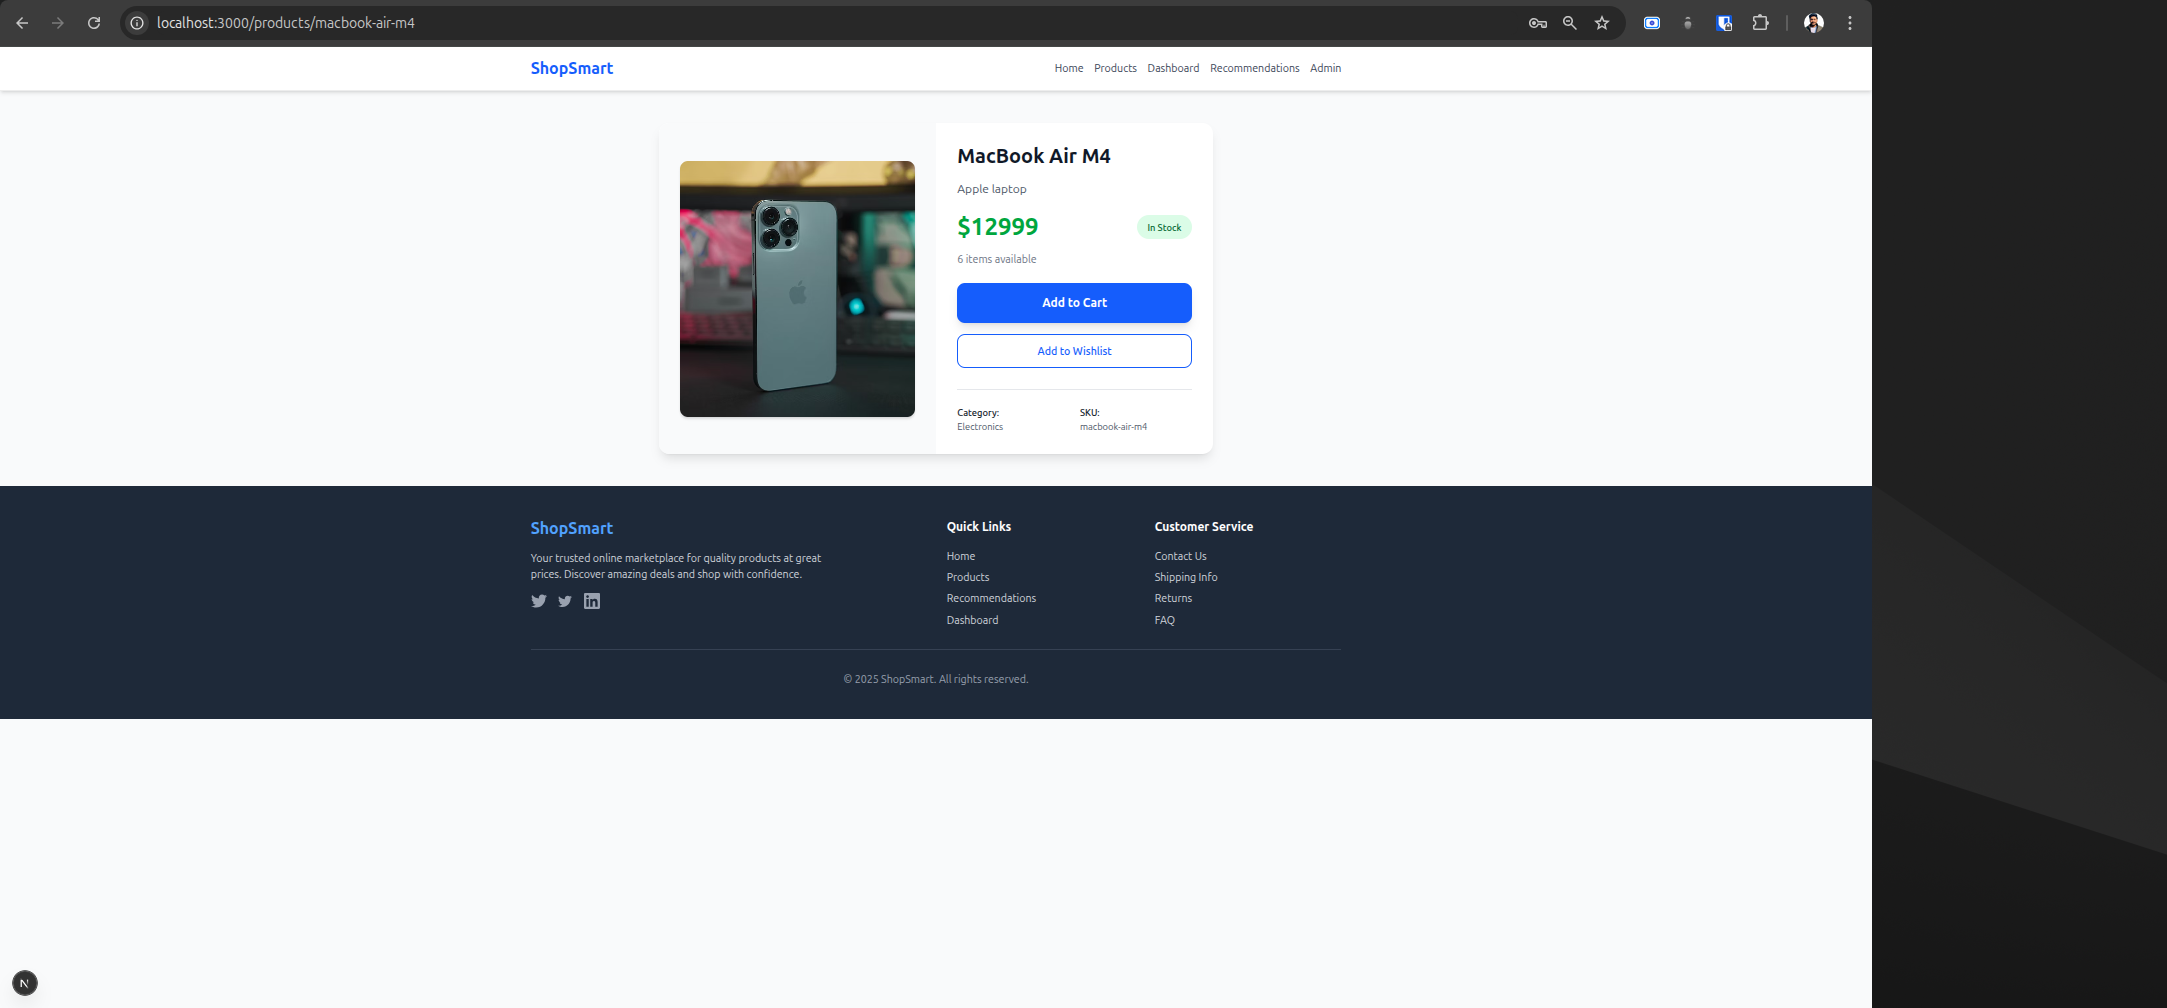 localhost:3000/products/macbook-air-m4
ShopSmart
Home Products Dashboard Recommendations Admin
MacBook Air M4
Apple laptop
$12999 In Stock
6 items available
Add to Cart
Add to Wishlist
Category: SKU:
Electronics macbook-air-m4
ShopSmart
Your trusted online marketplace for quality products at great
prices. Discover amazing deals and shop with confidence.
in
Quick Links
Home
Products
Recommendations
Dashboard
Customer Service
Contact Us
Shipping Info
Returns
FAQ
© 2025 ShopSmart. All rights reserved.
N